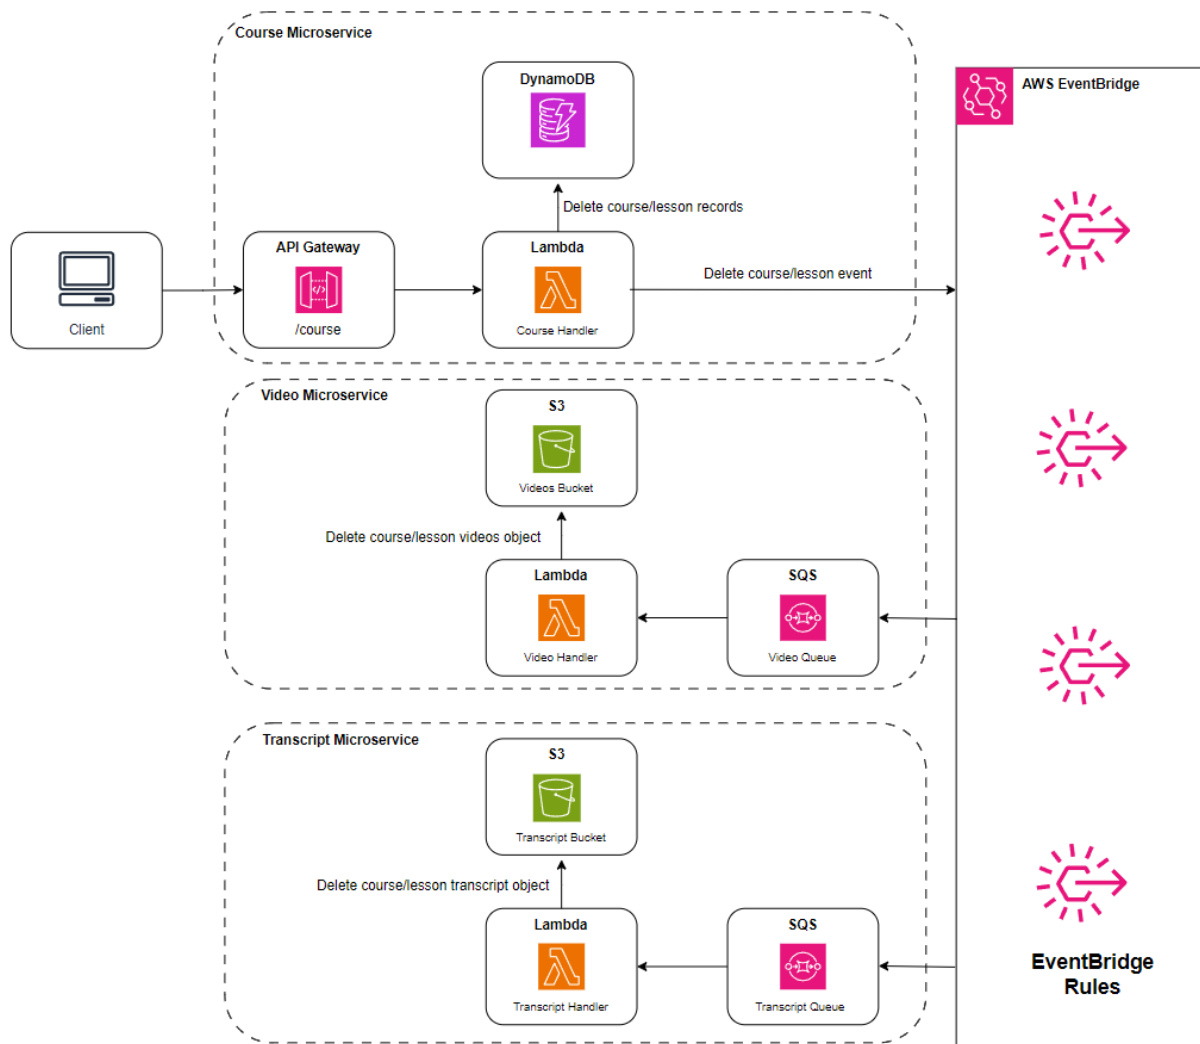 Course Microservice
DynamoDB
AWS EventBridge
Delete course/lesson records
API Gateway
Lambda
Delete course/lesson event
Client
/course
Course Handler
Video Microservice
S3
Videos Bucket
Delete course/lesson videos object
Lambda
SQS
Video Handler
Video Queue
Transcript Microservice
S3
Transcript Bucket
Delete course/lesson transcript object
Lambda
SQS
Transcript Handler
Transcript Queue
EventBridge
Rules